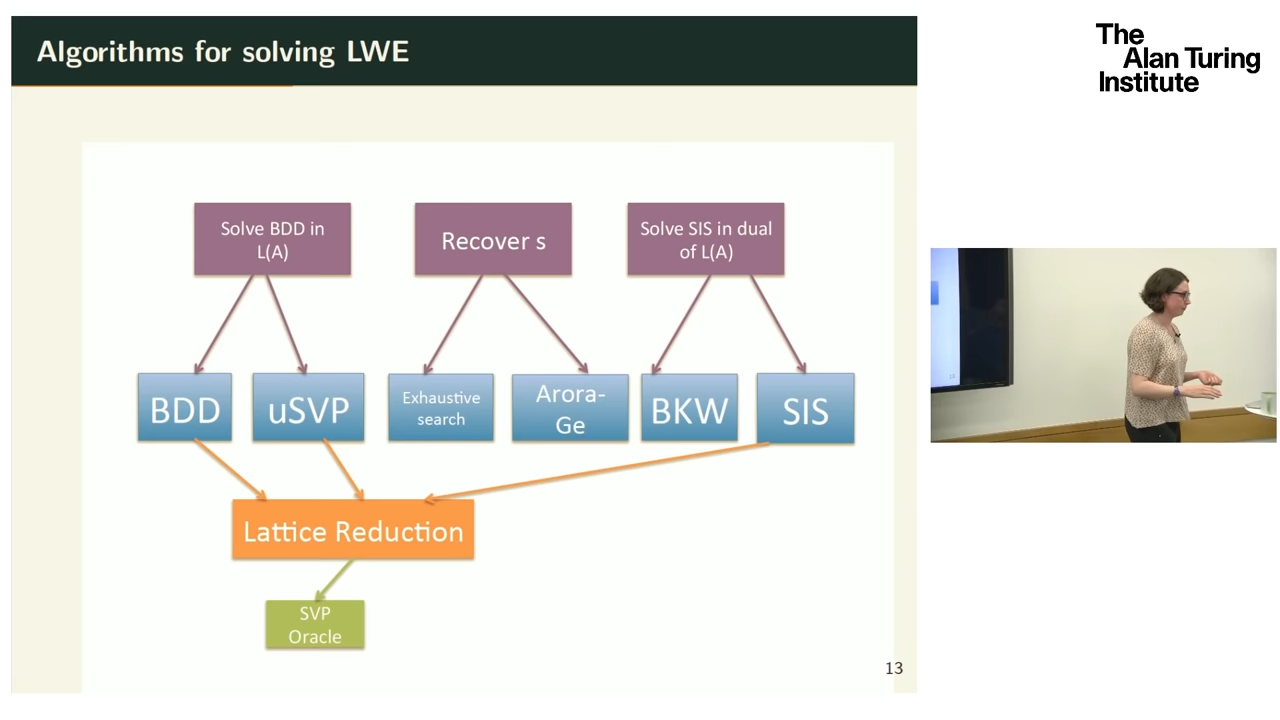 Algorithms for solving LWE
The
Alan Turing
Institute
Solve BDD in
L(A)
Recover s
Solve SIS in dual
of L(A)
BDD
uSVP
Exhaustive
search
Arora-
Ge
BKW
SIS
Lattice Reduction
SVP
Oracle
13